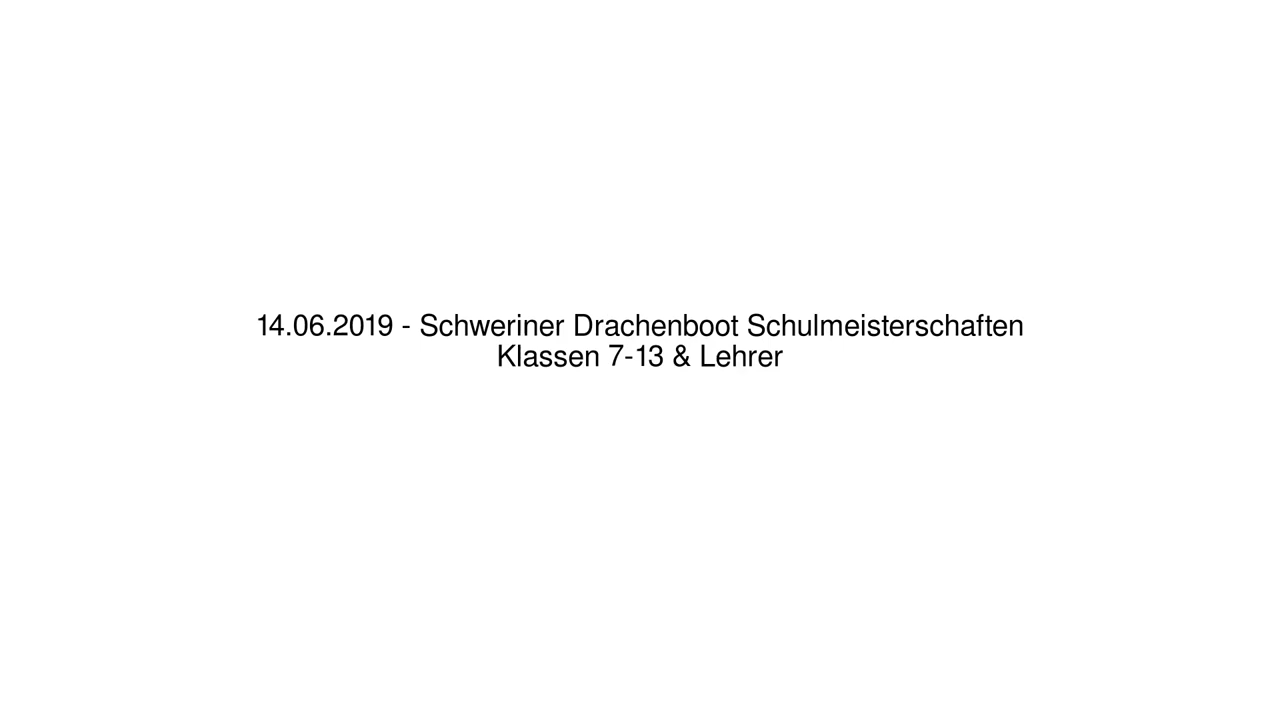 14.06.2019 - Schweriner Drachenboot Schulmeisterschaften
Klassen 7-13 & Lehrer